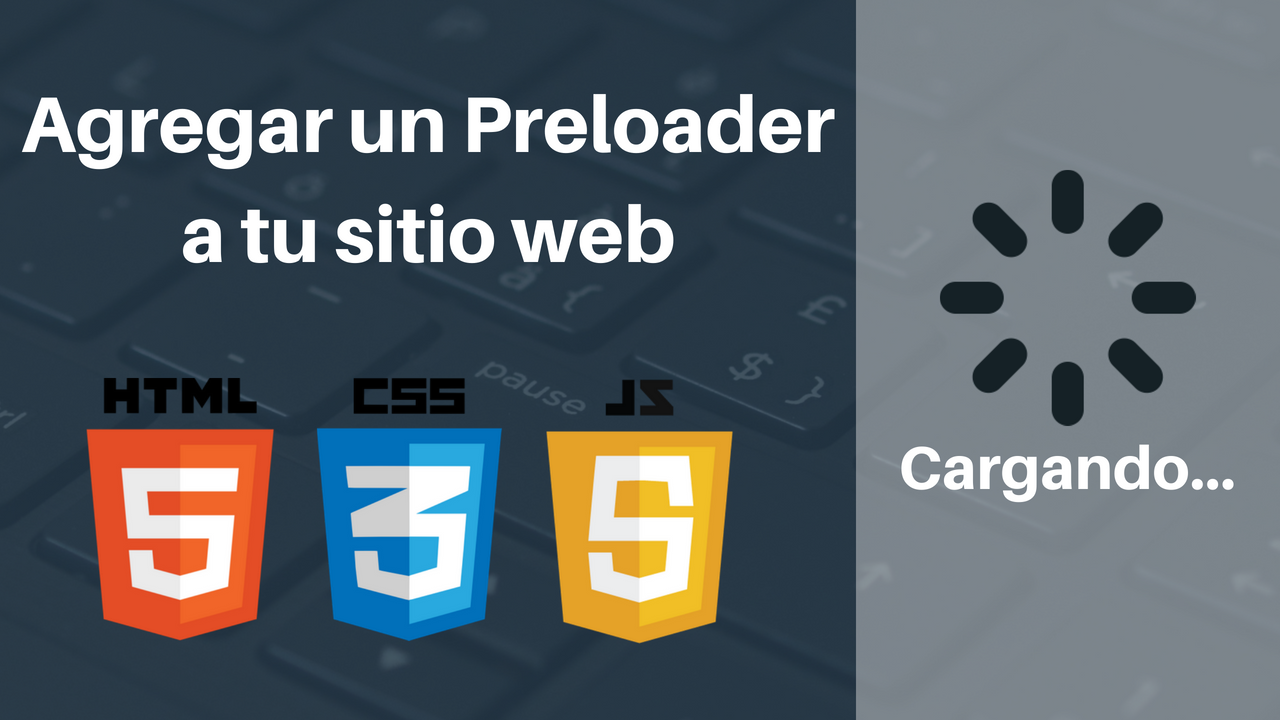 Agregar un Preloader
a tu sitio web
HTML
CSS
JS
5
3
5
Cargando...
pause
a {
£
$ }